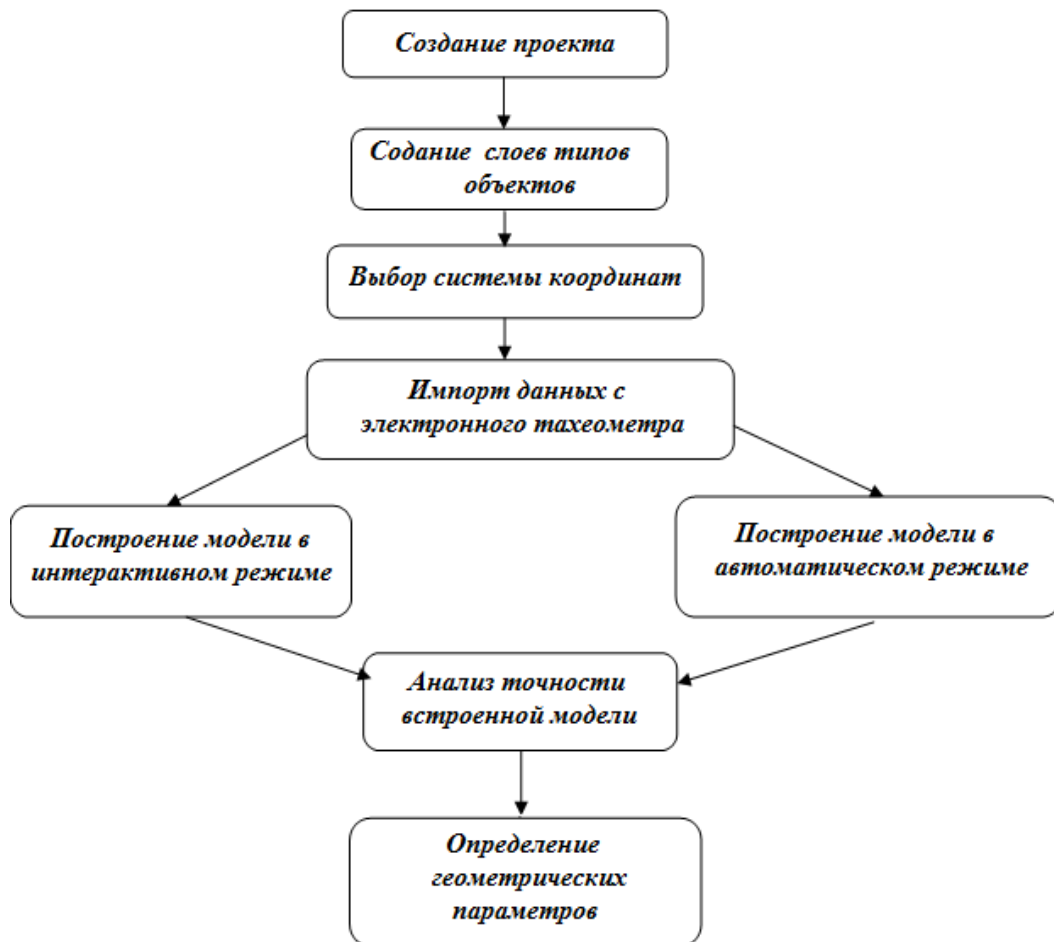 Создание проекта
Содание слоев типов
объектов
Выбор системы координат
Импорт данных с
электронного тахеометра
Построение модели в
интерактивном режиме
Построение модели в
автоматическом режиме
Анализ точности
встроенной модели
Определение
геометрических
параметров